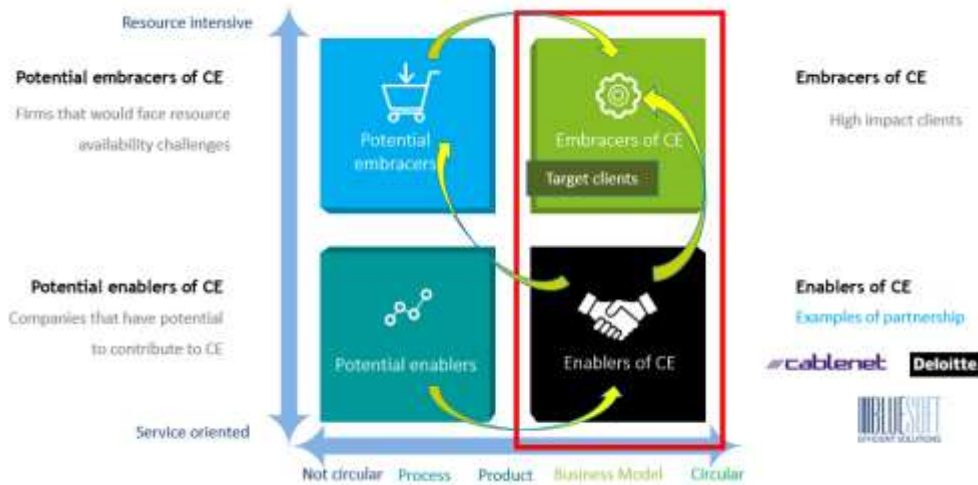 Resource intensive
Potential embracers of CE
Firms that would face resource
availability challenges
Potential
embracers
Embracers of CE
Target clients
Embracers of CE
High impact clients
Potential enablers of CE
Companies that have potential
to contribute to CE
Potential enablers
Enablers of CE
Enablers of CE
Examples of partnership
cablenet
Deloitte
BLUESOFT
EFFICIENT SOLUTIONS
Service oriented
Not circular
Process
Product
Business Model
Circular